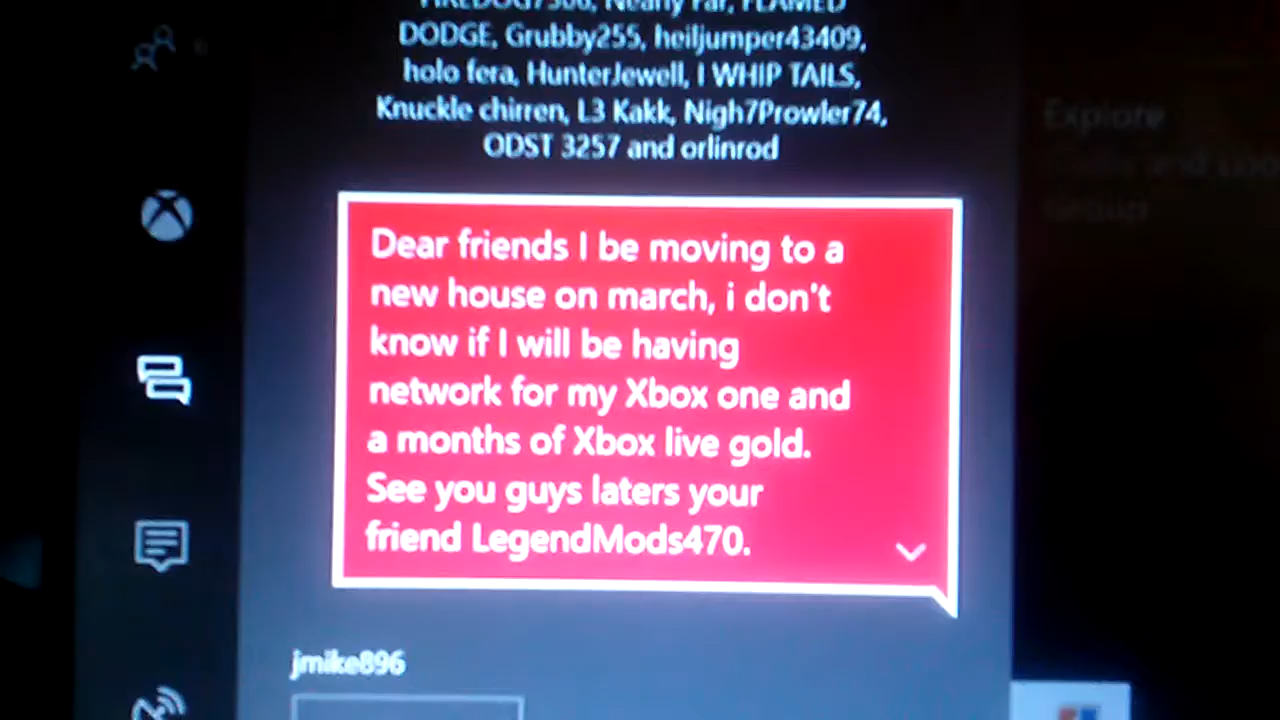 DODGE, Grubby255, heiljumper43409,
holo fera, HunterJewell, I WHIP TAILS,
Knuckle chirren, L3 Kakk, Nigh7Prowler74,
ODST 3257 and orlinrod
Explore
and
Dear friends I be moving to a
new house on march, i don't
know if I will be having
network for my Xbox one and
a months of Xbox live gold.
See you guys laters your
friend LegendMods470.
jmike896